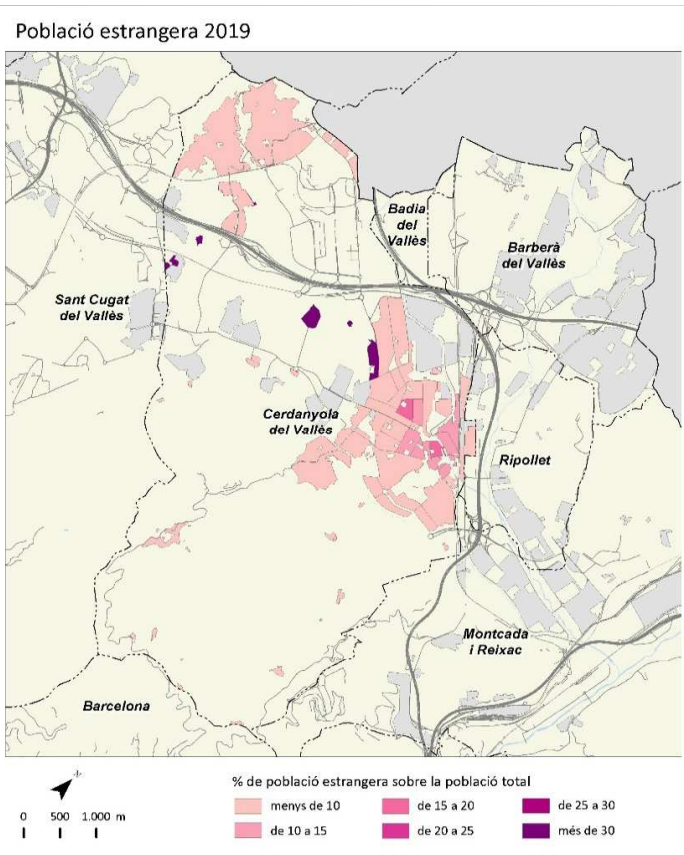 Població estrangera 2019
Badia
del
Vallès
Barberà
del Vallès
Sant Cugat
del Vallès
Cerdanyola
del Vallès
Ripollet
Montcada
i Reixac
Barcelona
N
0 500 1.000 m
% de població estrangera sobre la població total
menys de 10
de 10 a 15
de 15 a 20
de 20 a 25
de 25 a 30
més de 30